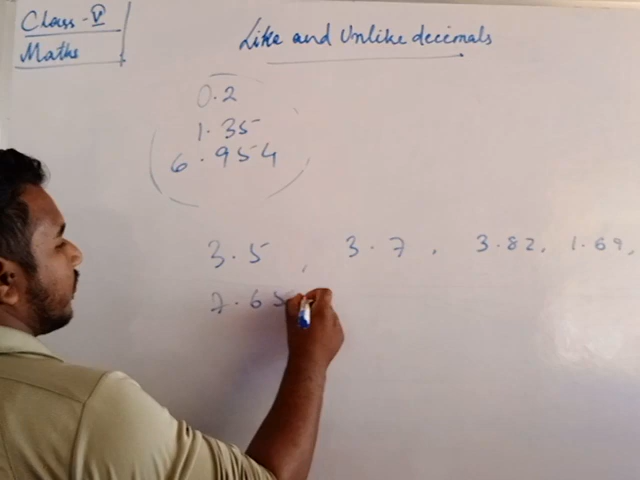 Class - V
Maths
Like and Unlike decimals
0.2
1.35
6.954
3.5 , 3.7 , 3.82, 1.69,
7.65